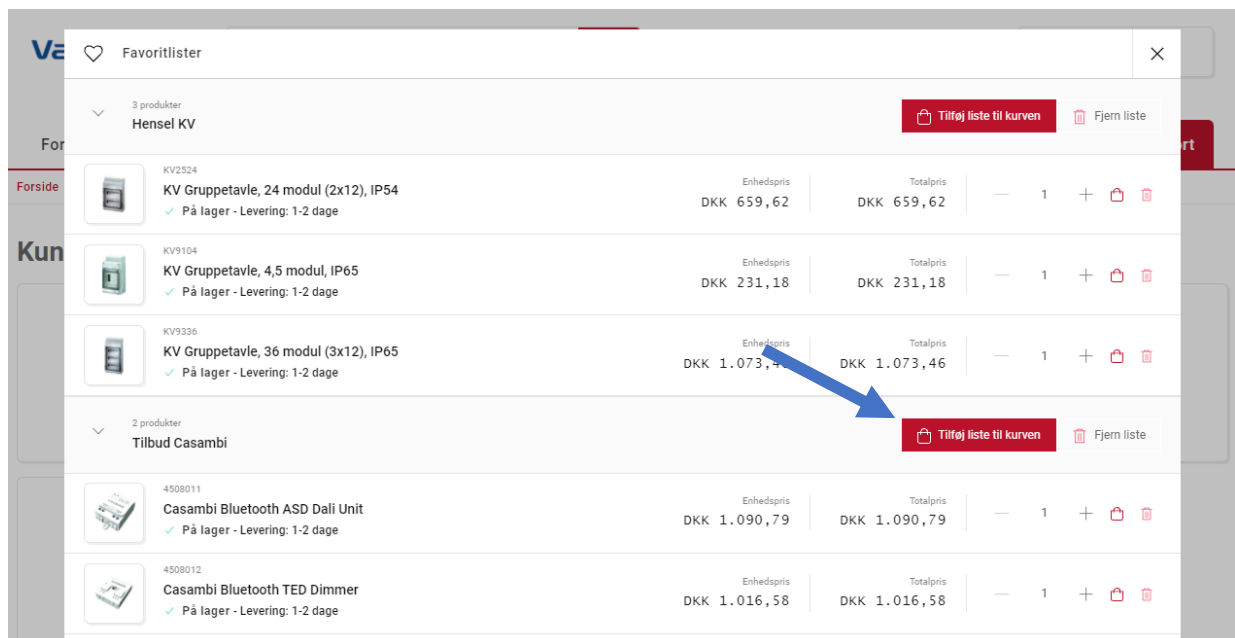 Va
Favoritlister
3 produkter
Hensel KV
Tilføj liste til kurven
Fjern liste
For
rt
Forside
KV2524
KV Gruppetavle, 24 modul (2x12), IP54
På lager - Levering: 1-2 dage
Enhedspris
DKK 659,62
Totalpris
DKK 659,62
1
Kun
KV9104
KV Gruppetavle, 4,5 modul, IP65
På lager - Levering: 1-2 dage
Enhedspris
DKK 231,18
Totalpris
DKK 231,18
1
KV9336
KV Gruppetavle, 36 modul (3x12), IP65
På lager - Levering: 1-2 dage
Enhedspris
DKK 1.073,46
Totalpris
DKK 1.073,46
1
2 produkter
Tilbud Casambi
Tilføj liste til kurven
Fjern liste
4508011
Casambi Bluetooth ASD Dali Unit
På lager - Levering: 1-2 dage
Enhedspris
DKK 1.090,79
Totalpris
DKK 1.090,79
1
4508012
Casambi Bluetooth TED Dimmer
På lager - Levering: 1-2 dage
Enhedspris
DKK 1.016,58
Totalpris
DKK 1.016,58
1